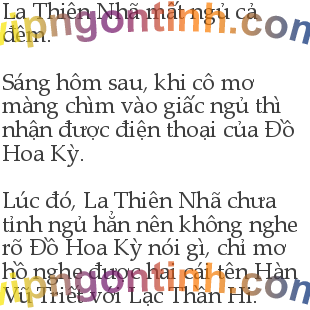 La Thiên Nhã mất ngủ cả
đêm.
Sáng hôm sau, khi cô mơ
màng chìm vào giấc ngủ thì
nhận được điện thoại của Đồ
Hoa Kỳ.
Lúc đó, La Thiên Nhã chưa
tỉnh ngủ hẳn nên không nghe
rõ Đồ Hoa Kỳ nói gì, chỉ mơ
hồ nghe được hai cái tên Hàn
Vũ Triết với Lạc Thần Hi.
vipngontinh.com
vipngontinh.com